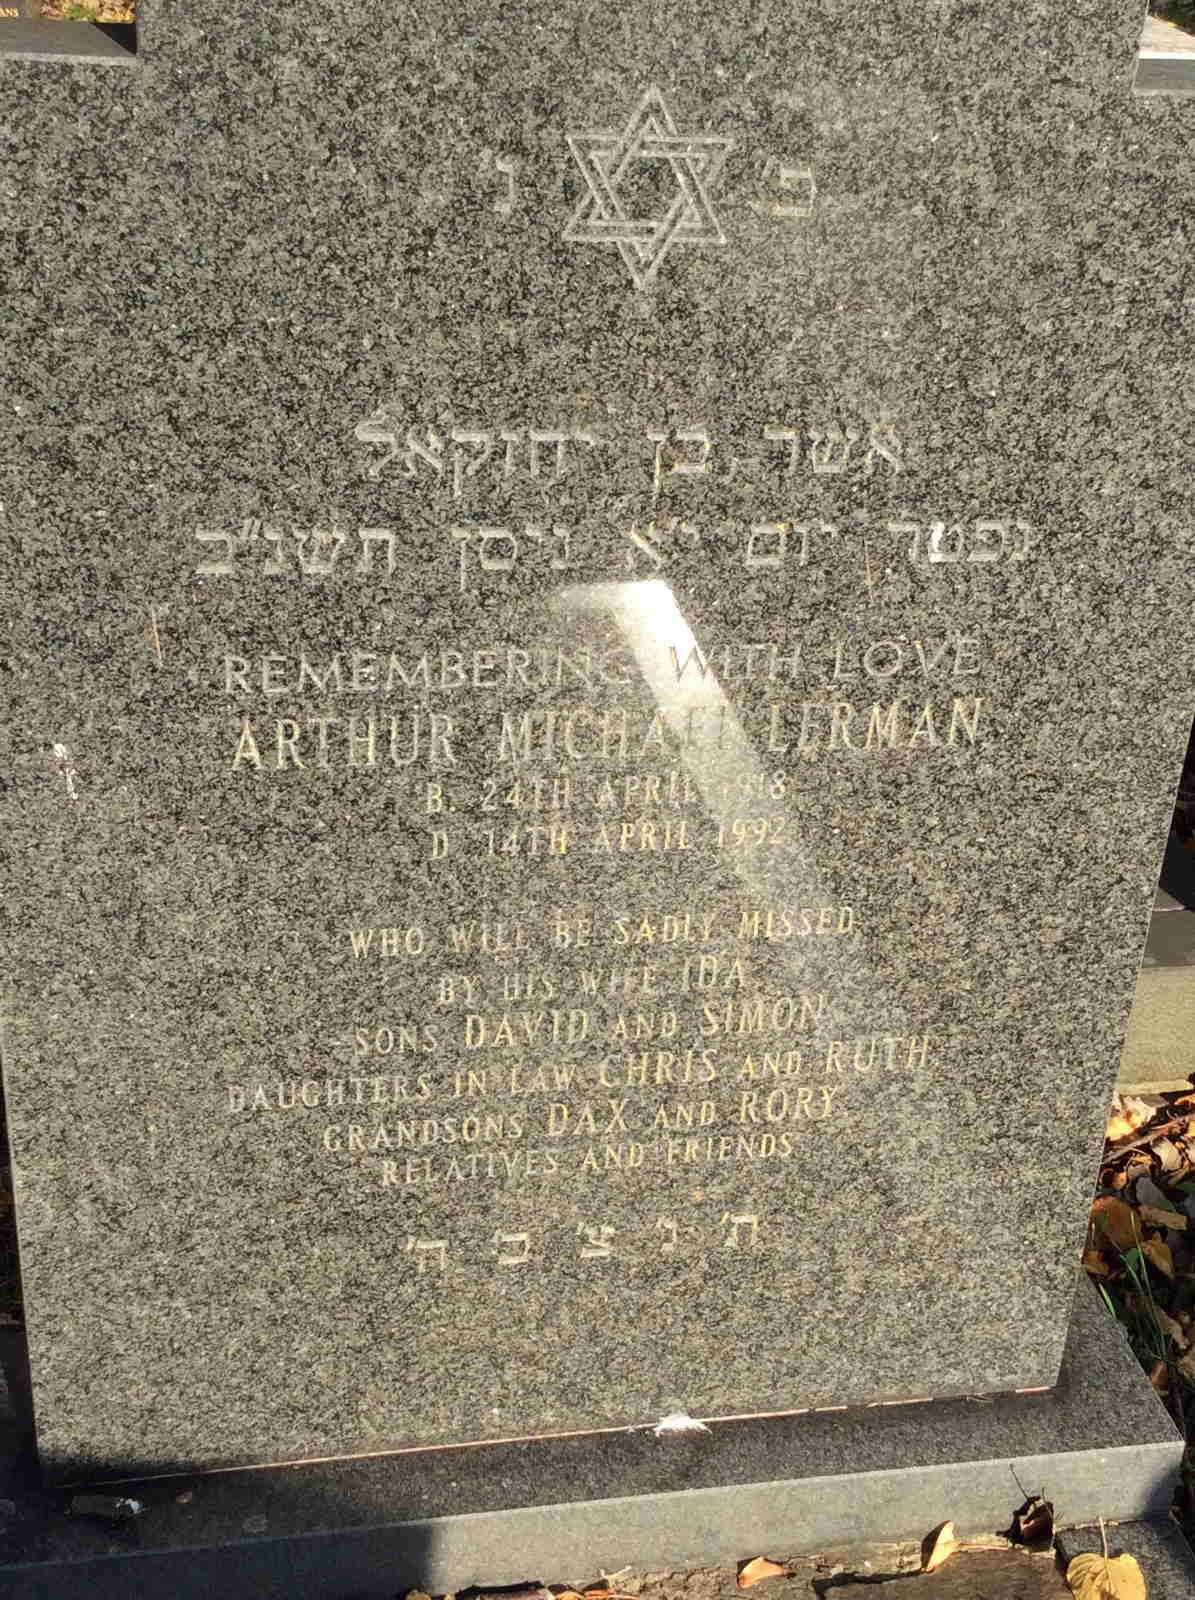 פ' נ
אשר בן יחזקאל
נפטר יום י"א ניסן תשנ"ב
REMEMBERING WITH LOVE
ARTHUR MICHAEL LERMAN
B. 24TH APRIL 1918
D 14TH APRIL 1992
WHO WILL BE SADLY MISSED
BY HIS WIFE IDA
SONS DAVID AND SIMON
DAUGHTERS IN LAW CHRIS AND RUTH
GRANDSONS DAX AND RORY
RELATIVES AND FRIENDS
ת' נ' צ' ב' ה'